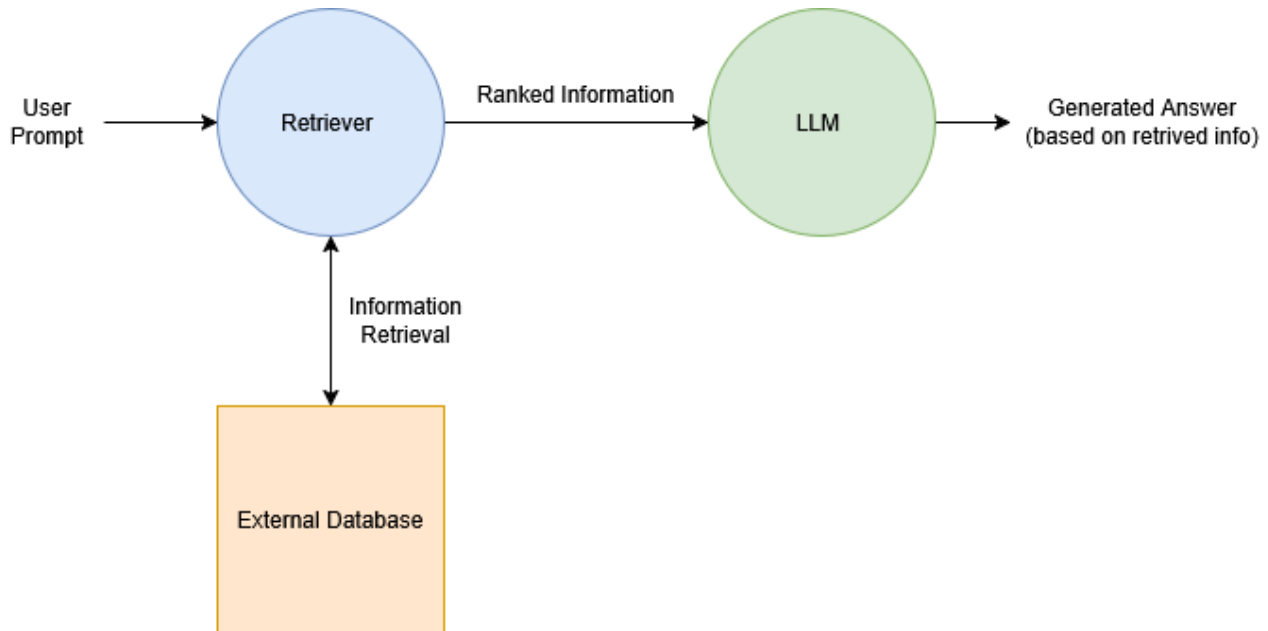 User
Prompt
Retriever
Ranked Information
LLM
Generated Answer
(based on retrived info)
Information
Retrieval
External Database